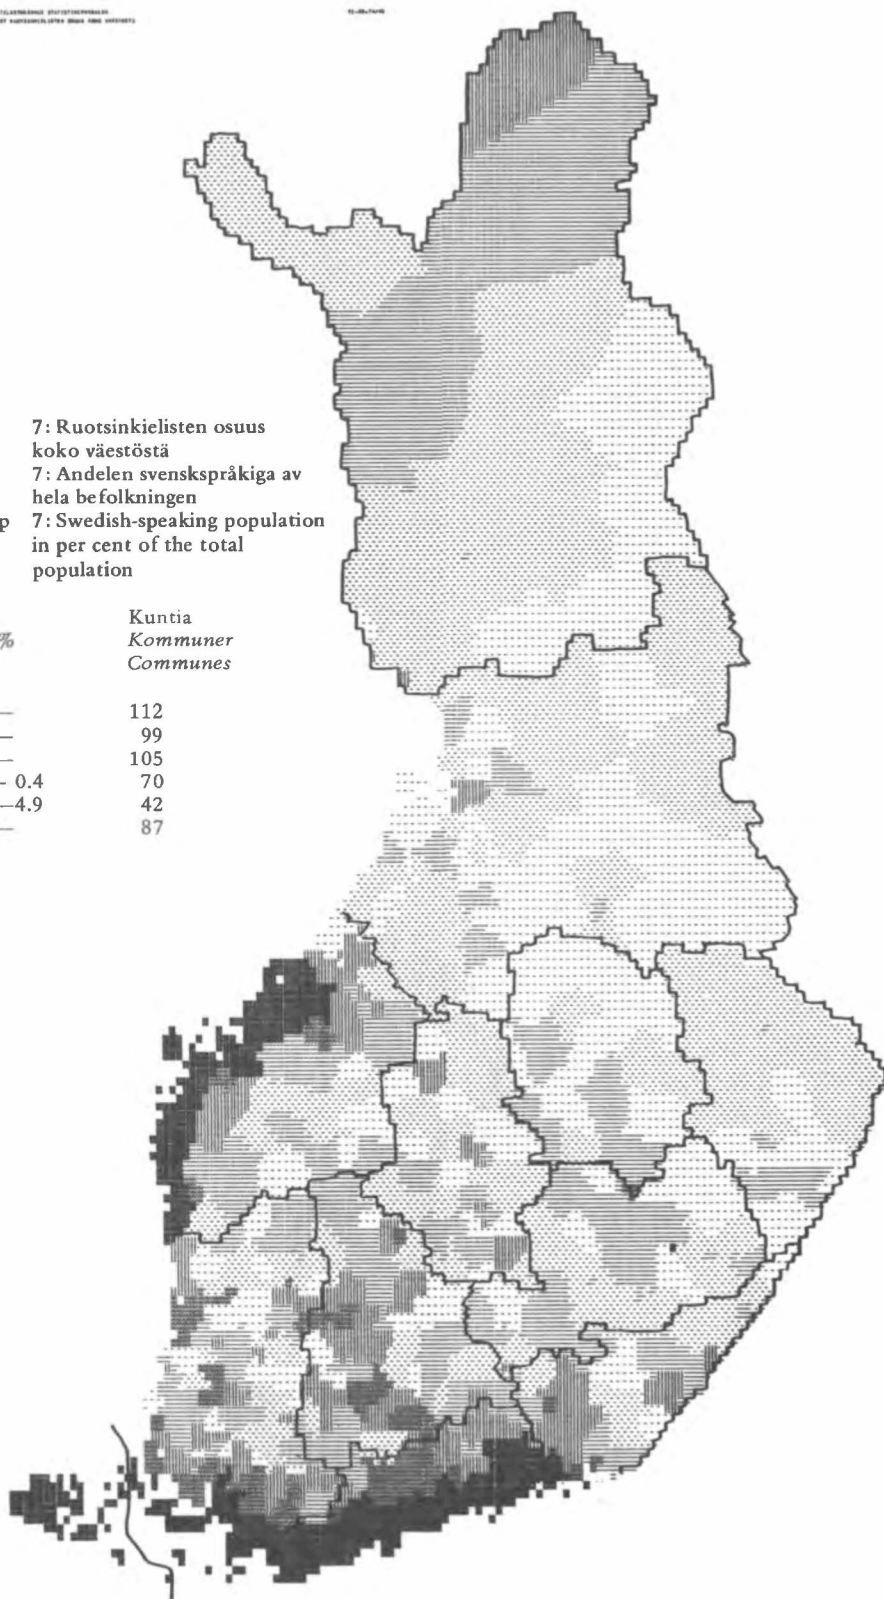 7: Ruotsinkielisten osuus
koko väestöstä
7: Andelen svenskspråkiga av
hela befolkningen
p 7: Swedish-speaking population
in per cent of the total
population
Kuntia
% Kommuner
Communes
— 112
— 99
— 105
- 0.4 70
—4.9 42
— 87